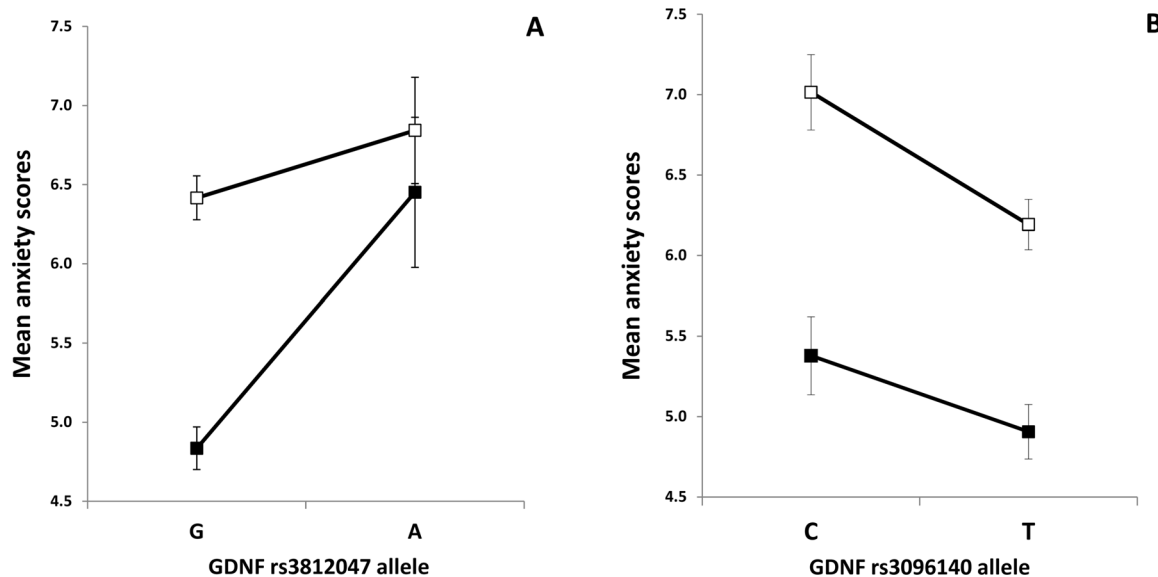 A
7.5
7.0
6.5
6.0
5.5
5.0
4.5
Mean anxiety scores
G A
GDNF rs3812047 allele
B
7.5
7.0
6.5
6.0
5.5
5.0
4.5
Mean anxiety scores
C T
GDNF rs3096140 allele